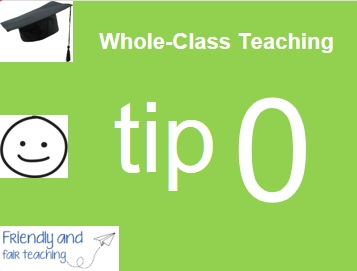 Whole-Class Teaching
tip 0
Friendly and
fair teaching